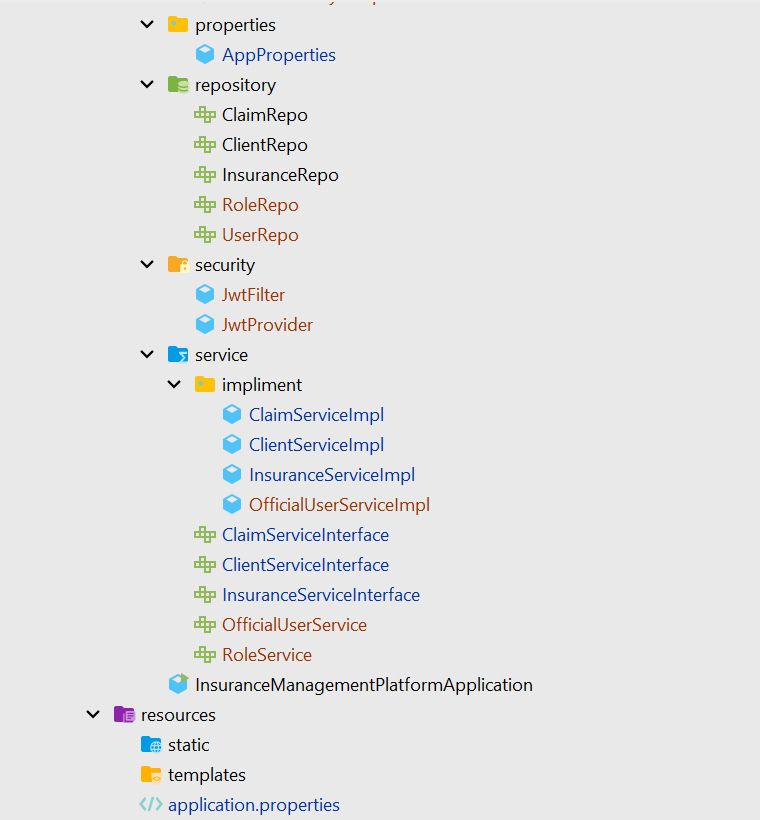 properties
AppProperties
repository
ClaimRepo
ClientRepo
InsuranceRepo
RoleRepo
UserRepo
security
JwtFilter
JwtProvider
service
impliment
ClaimServiceImpl
ClientServiceImpl
InsuranceServiceImpl
OfficialUserServiceImpl
ClaimServiceInterface
ClientServiceInterface
InsuranceServiceInterface
OfficialUserService
RoleService
InsuranceManagementPlatformApplication
resources
static
templates
application.properties